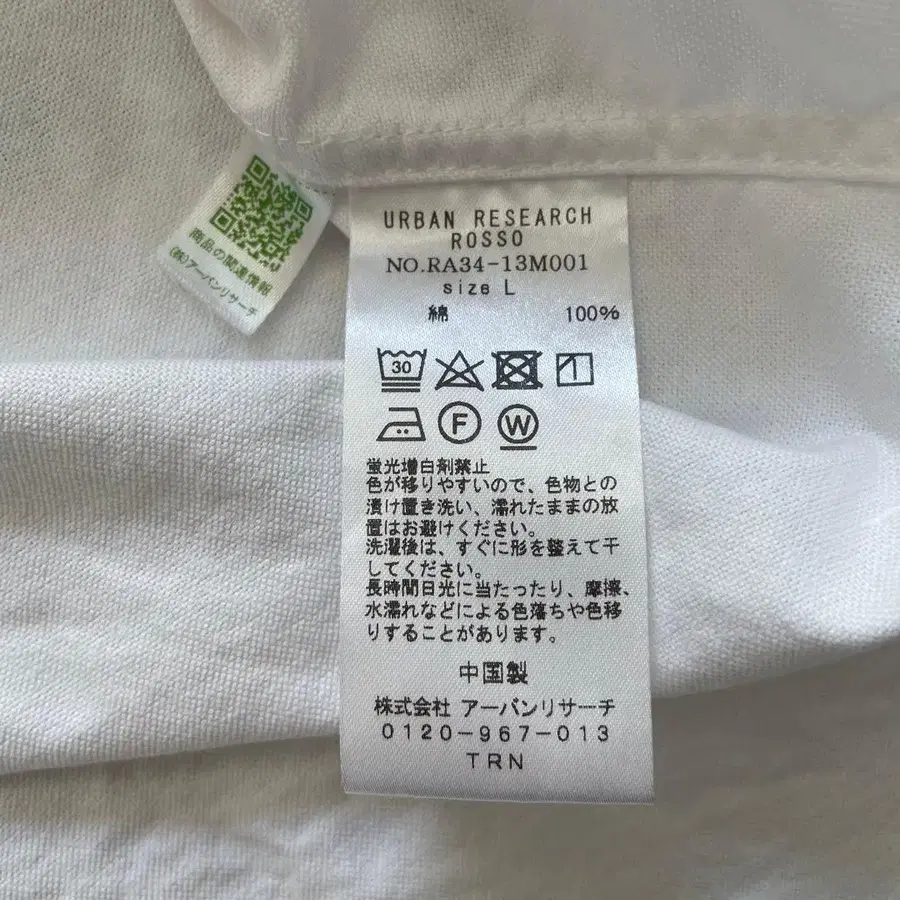 商品の関連情報
(株)アーバンリサーチ
URBAN RESEARCH
ROSSO
NO.RA34-13M001
size L
綿 100%
30
F W
蛍光増白剤禁止
色が移りやすいので、色物との
漬け置き洗い、濡れたままの放
置はお避けください。
洗濯後は、すぐに形を整えて干
してください。
長時間日光に当たったり、摩擦、
水濡れなどによる色落ちや色移
りすることがあります。
中国製
株式会社 アーバンリサーチ
0120-967-013
TRN